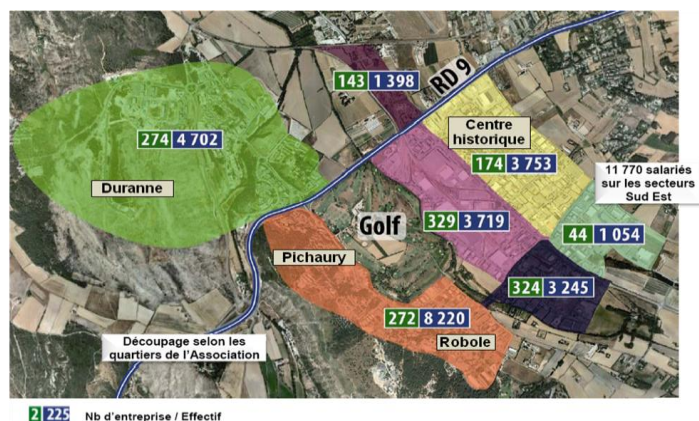 143 1 398
RD 9
Centre
historique
174 3 753
274 4 702
Duranne
11 770 salariés
sur les secteurs
Sud Est
Golf
329 3 719
44 1 054
Pichaury
324 3 245
272 8 220
Robole
Découpage selon les
quartiers de l'Association
2 225 Nb d'entreprise / Effectif